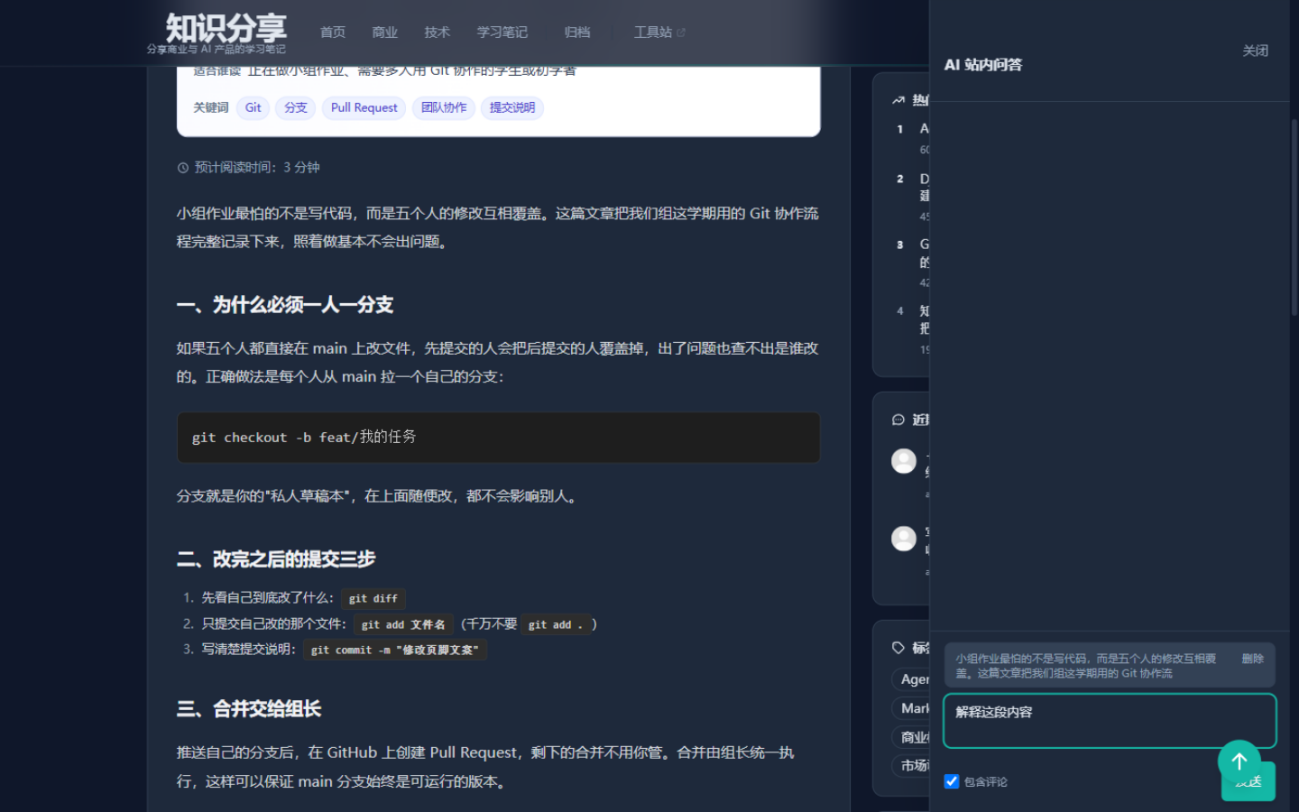 知识分享
分享商业与 AI 产品的学习笔记
首页
商业
技术
学习笔记
归档
工具站
适合谁读 正在做小组作业、需要多人用 Git 协作的学生或初学者
关键词 Git 分支 Pull Request 团队协作 提交说明
预计阅读时间：3 分钟
小组作业最怕的不是写代码，而是五个人的修改互相覆盖。这篇文章把我们组这学期用的 Git 协作流
程完整记录下来，照着做基本不会出问题。
一、为什么必须一人一分支
如果五个人都直接在 main 上改文件，先提交的人会把后提交的人覆盖掉，出了问题也查不出是谁改
的。正确做法是每个人从 main 拉一个自己的分支：
git checkout -b feat/我的任务
分支就是你的"私人草稿本"，在上面随便改，都不会影响别人。
二、改完之后的提交三步
1. 先看自己到底改了什么： git diff
2. 只提交自己改的那个文件： git add 文件名 （千万不要 git add . ）
3. 写清楚提交说明： git commit -m "修改页脚文案"
三、合并交给组长
推送自己的分支后，在 GitHub 上创建 Pull Request，剩下的合并不用你管。合并由组长统一执
行，这样可以保证 main 分支始终是可运行的版本。
1 A
60
2 D
建
45
3 G
的
42
4 知
把
19
近
Agen
Mark
商业
市场
AI 站内问答
关闭
小组作业最怕的不是写代码，而是五个人的修改互相覆
盖。这篇文章把我们组这学期用的 Git 协作流
删除
解释这段内容
包含评论
送